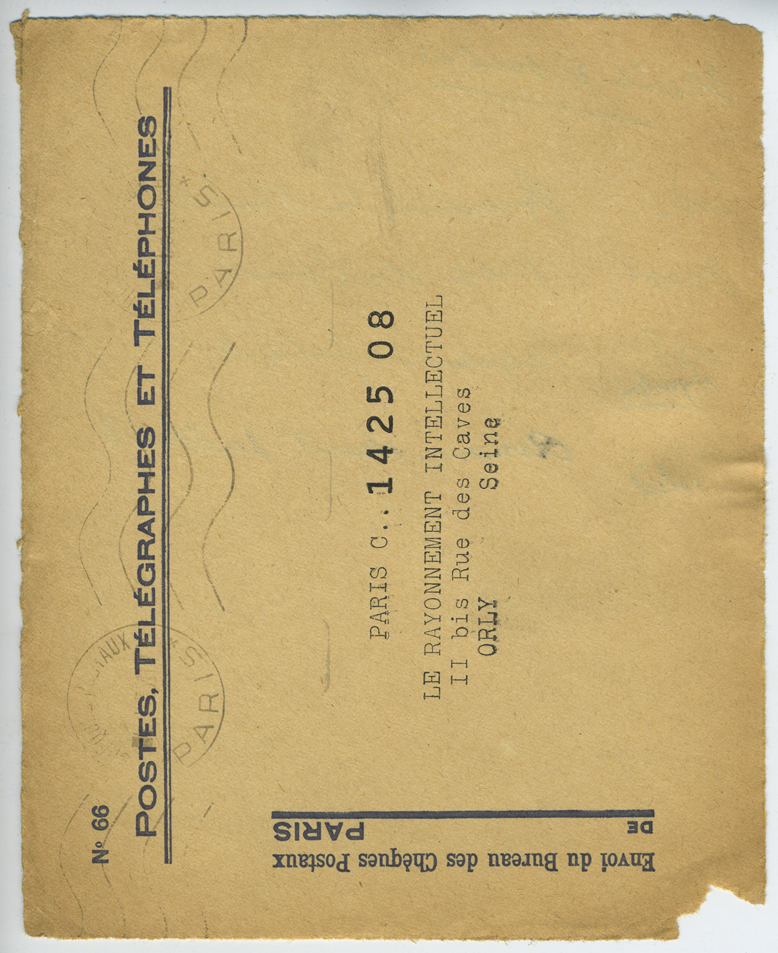 N° 66
POSTES, TÉLÉGRAPHES ET TÉLÉPHONES
PARIS
PARIS
PARIS C.. 1425 08
LE RAYONNEMENT INTELLECTUEL
II bis Rue des Caves
ORLY Seine
Envoi du Bureau des Chèques Postaux
DE PARIS